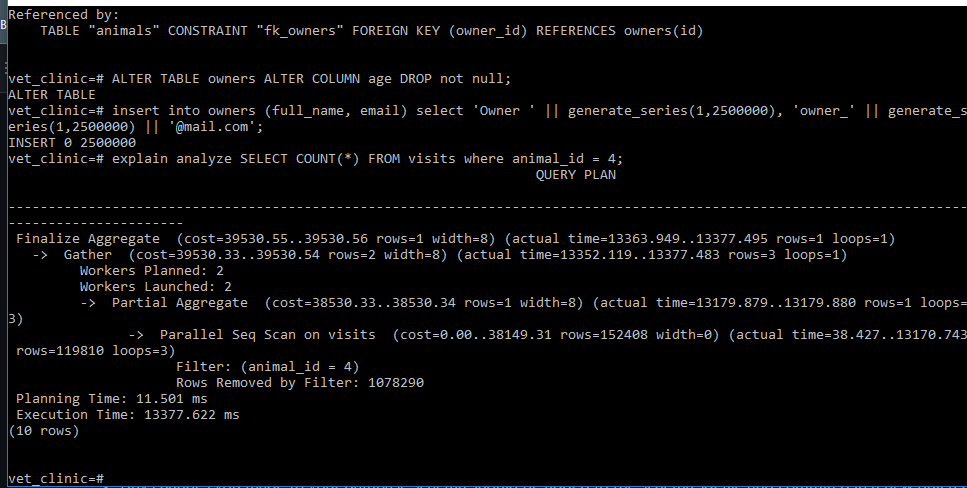 Referenced by:
    TABLE "animals" CONSTRAINT "fk_owners" FOREIGN KEY (owner_id) REFERENCES owners(id)
B
vet_clinic=# ALTER TABLE owners ALTER COLUMN age DROP not null;
ALTER TABLE
vet_clinic=# insert into owners (full_name, email) select 'Owner ' || generate_series(1,2500000), 'owner_' || generate_s
eries(1,2500000) || '@mail.com';
INSERT 0 2500000
vet_clinic=# explain analyze SELECT COUNT(*) FROM visits where animal_id = 4;
                                                                  QUERY PLAN
------------------------------------------------------------------------------------------------------------------------
----------------------
 Finalize Aggregate  (cost=39530.55..39530.56 rows=1 width=8) (actual time=13363.949..13377.495 rows=1 loops=1)
   ->  Gather  (cost=39530.33..39530.54 rows=2 width=8) (actual time=13352.119..13377.483 rows=3 loops=1)
         Workers Planned: 2
         Workers Launched: 2
         ->  Partial Aggregate  (cost=38530.33..38530.34 rows=1 width=8) (actual time=13179.879..13179.880 rows=1 loops=
3)
               ->  Parallel Seq Scan on visits  (cost=0.00..38149.31 rows=152408 width=0) (actual time=38.427..13170.743
 rows=119810 loops=3)
                     Filter: (animal_id = 4)
                     Rows Removed by Filter: 1078290
 Planning Time: 11.501 ms
 Execution Time: 13377.622 ms
(10 rows)
vet_clinic=#